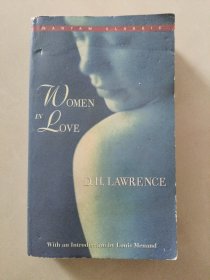 BANTAM CLASSIC
WOMEN
IN LOVE
D.H. LAWRENCE
With an Introduction by Louis Menand